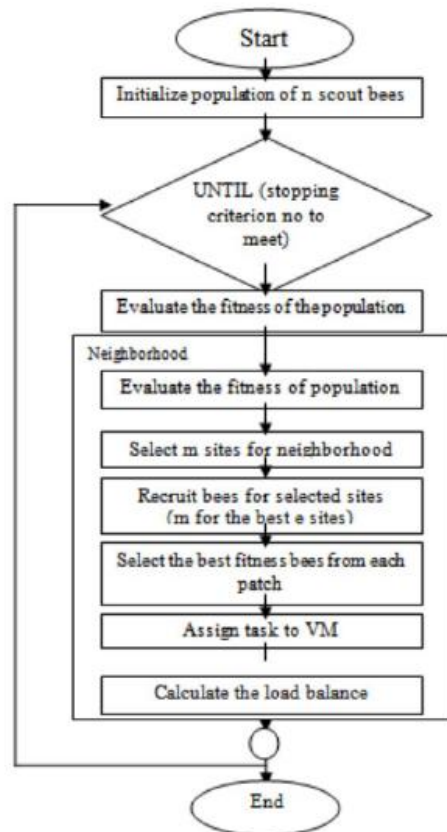 Start
Initialize population of n scout bees
UNTIL (stopping
criterion no to
meet)
Evaluate the fitness of the population
Neighborhood
Evaluate the fitness of population
Select m sites for neighborhood
Recruit bees for selected sites
(m for the best e sites)
Select the best fitness bees from each
patch
Assign task to VM
Calculate the load balance
End